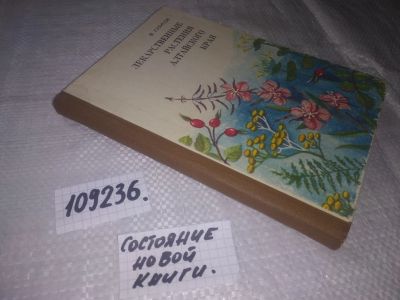 ЛЕКАРСТВЕННЫЕ
РАСТЕНИЯ
АЛТАЙСКОГО
КРАЯ
109236.
СОСТОЯНИЕ
НОВОЙ
КНИГИ.